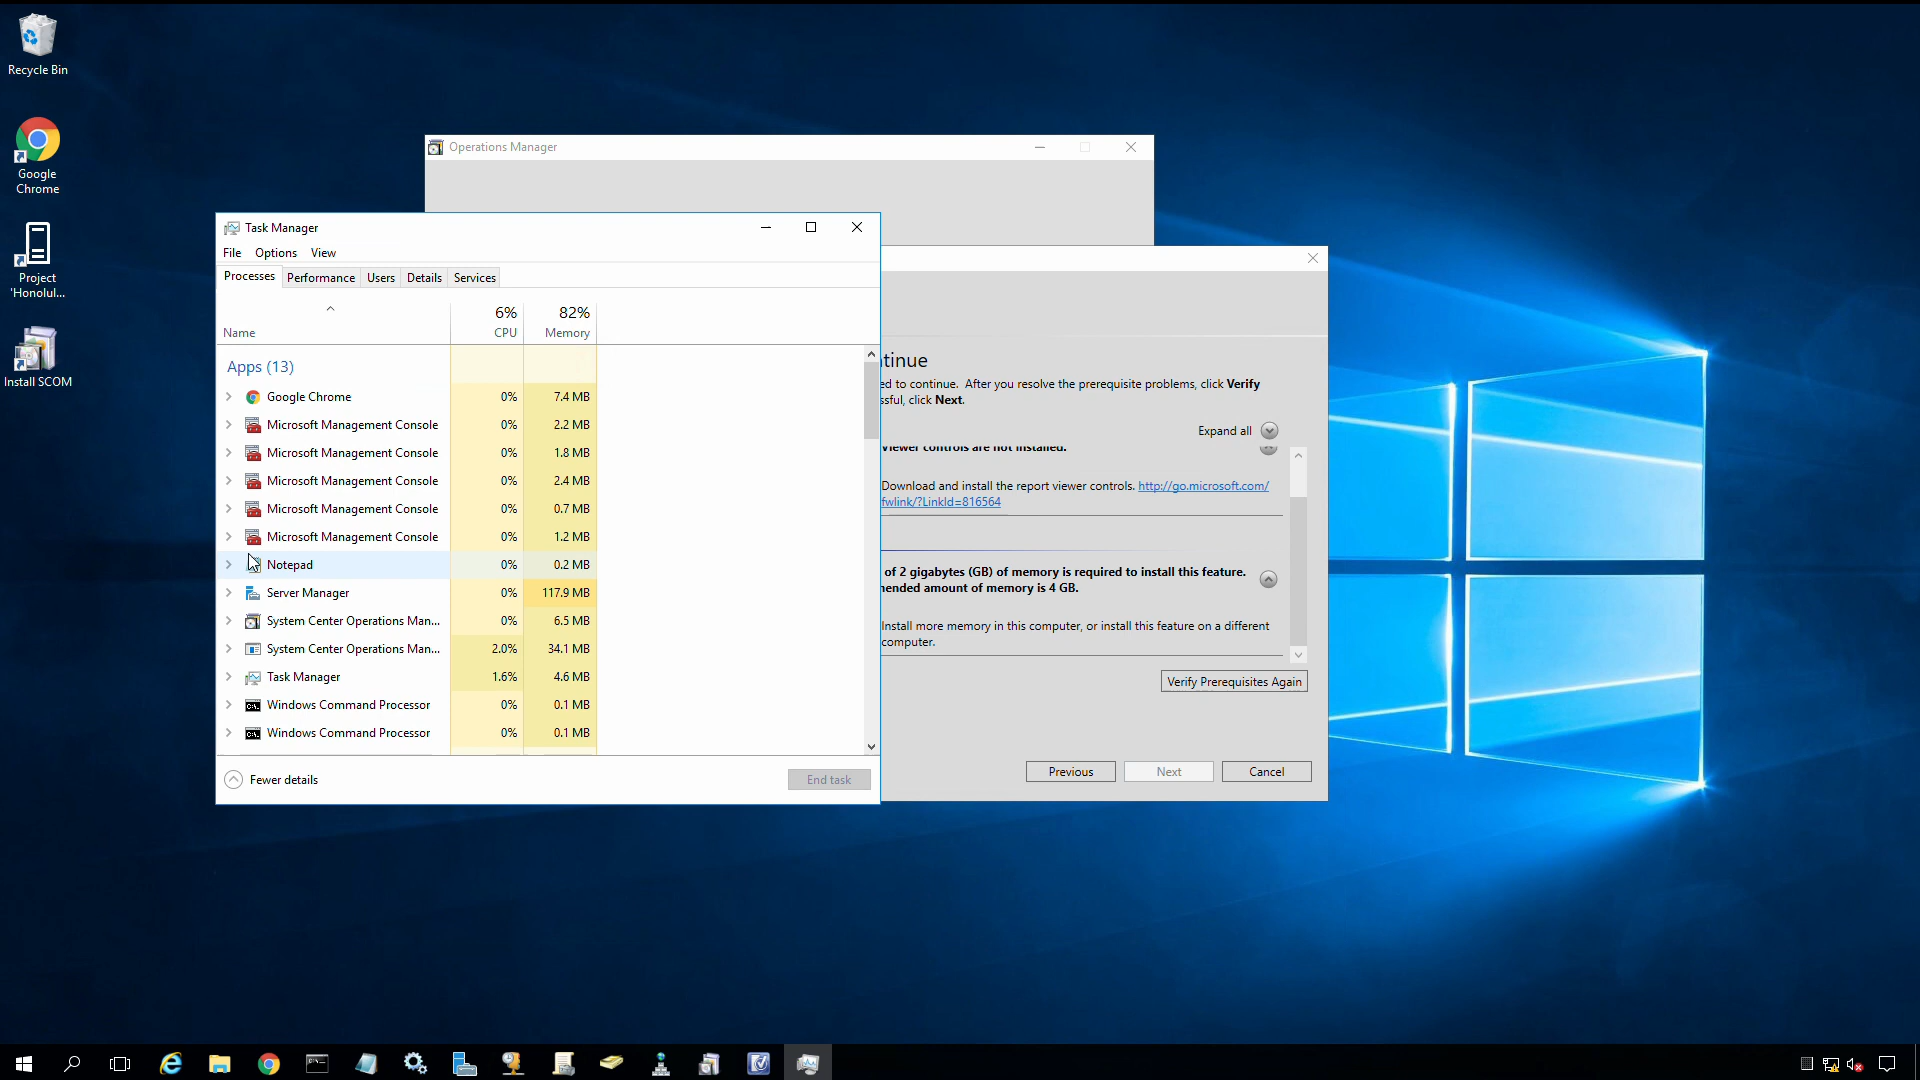 Recycle Bin
Google
Chrome
Project
'Honolul...
Install SCOM
Operations Manager
Task Manager
File Options View
Processes Performance Users Details Services
6% 82%
Name CPU Memory
Apps (13)
Google Chrome 0% 7.4 MB
Microsoft Management Console 0% 2.2 MB
Microsoft Management Console 0% 1.8 MB
Microsoft Management Console 0% 2.4 MB
Microsoft Management Console 0% 0.7 MB
Microsoft Management Console 0% 1.2 MB
Notepad 0% 0.2 MB
Server Manager 0% 117.9 MB
System Center Operations Man... 0% 6.5 MB
System Center Operations Man... 2.0% 34.1 MB
Task Manager 1.6% 4.6 MB
Windows Command Processor 0% 0.1 MB
Windows Command Processor 0% 0.1 MB
Fewer details End task
tinue
ed to continue. After you resolve the prerequisite problems, click Verify
sful, click Next.
Expand all
viewer controls are not installed.
Download and install the report viewer controls. http://go.microsoft.com/
fwlink/?LinkId=816564
of 2 gigabytes (GB) of memory is required to install this feature.
ended amount of memory is 4 GB.
Install more memory in this computer, or install this feature on a different
computer.
Verify Prerequisites Again
Previous Next Cancel